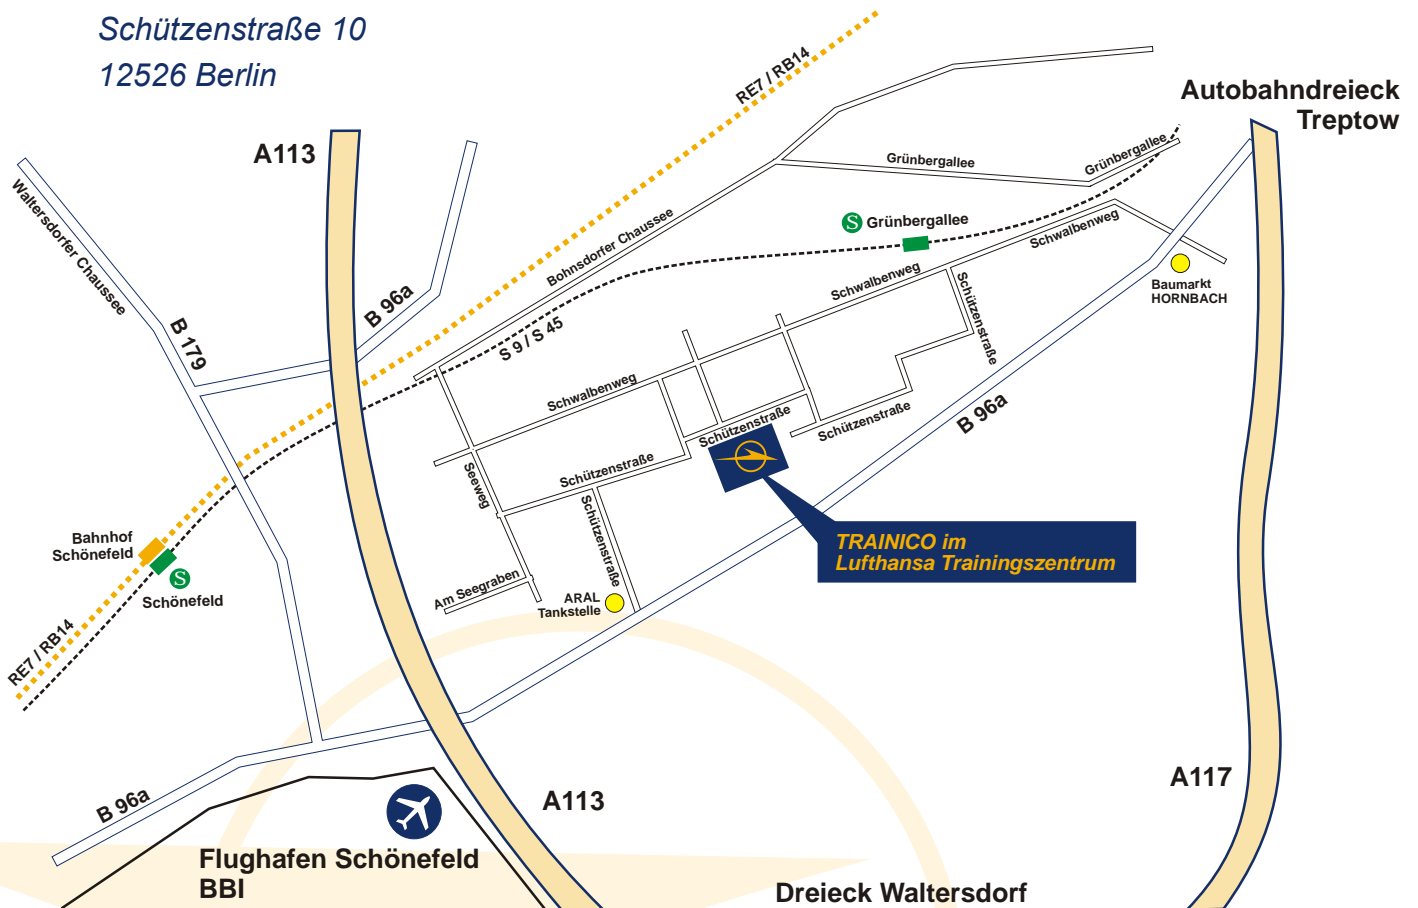 Schützenstraße 10
12526 Berlin
RE7 / RB14
Autobahndreieck
Treptow
A113
Waltersdorfer Chaussee
Grünbergallee
Grünbergallee
S Grünbergallee
Bohnsdorfer Chaussee
Schwalbenweg
Schwalbenweg
Baumarkt
HORNBACH
B 96a
B 179
S 9 / S 45
Schützenstraße
Schwalbenweg
Schützenstraße
Schützenstraße
B 96a
Seeweg
Schützenstraße
Schützenstraße
TRAINICO im
Lufthansa Trainingszentrum
Bahnhof
Schönefeld
S
Schönefeld
Am Seegraben
ARAL
Tankstelle
RE7 / RB14
B 96a
A113
A117
Flughafen Schönefeld
BBI
Dreieck Waltersdorf